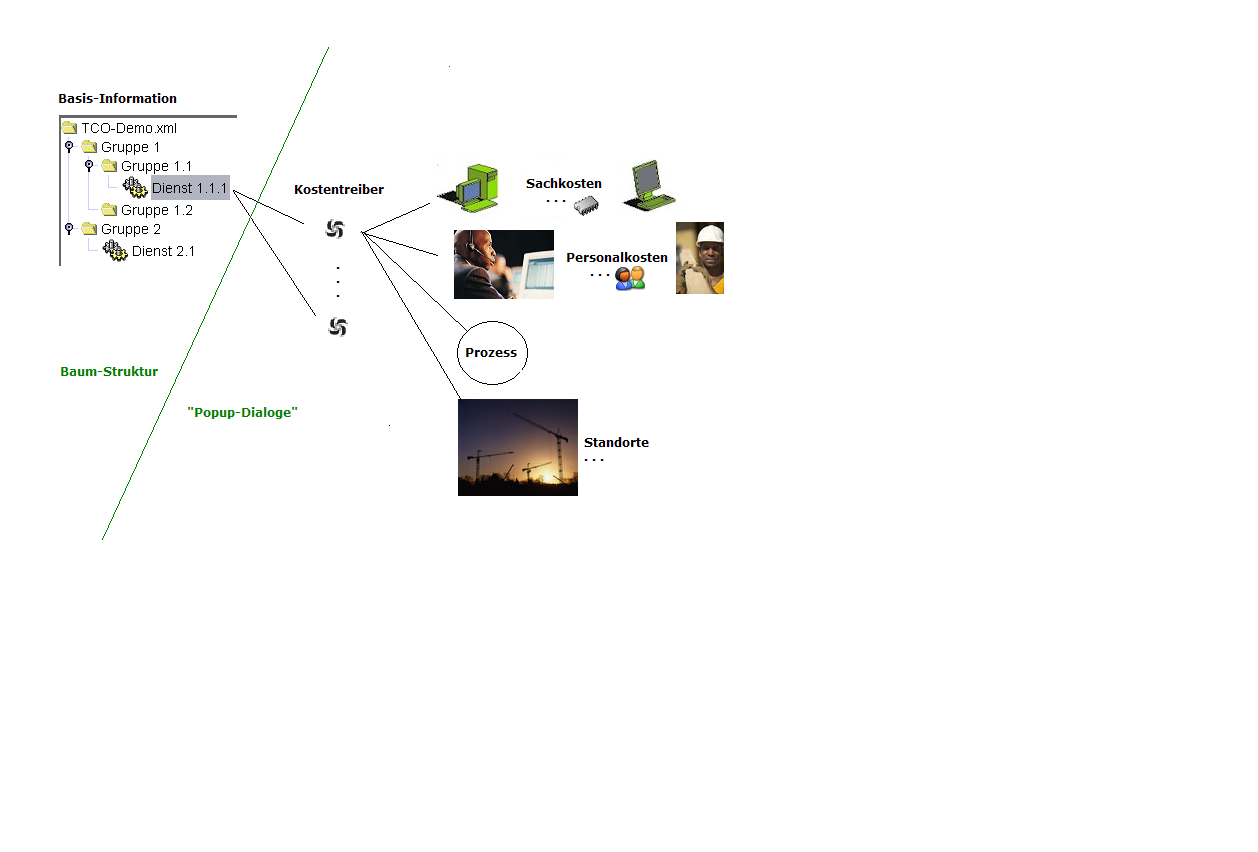 Basis-Information
TCO-Demo.xml
Gruppe 1
Gruppe 1.1
Dienst 1.1.1
Gruppe 1.2
Gruppe 2
Dienst 2.1
Kostentreiber
Sachkosten
...
Personalkosten
...
Prozess
Standorte
...
Baum-Struktur
"Popup-Dialoge"